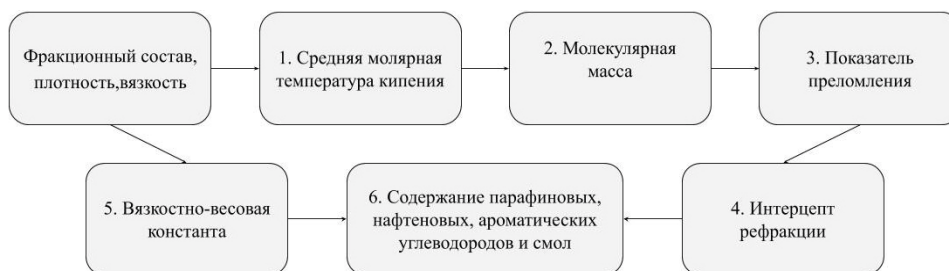 Фракционный состав,
плотность,вязкость
1. Средняя молярная
температура кипения
2. Молекулярная
масса
3. Показатель
преломления
5. Вязкостно-весовая
константа
6. Содержание парафиновых,
нафтеновых, ароматических
углеводородов и смол
4. Интерцепт
рефракции